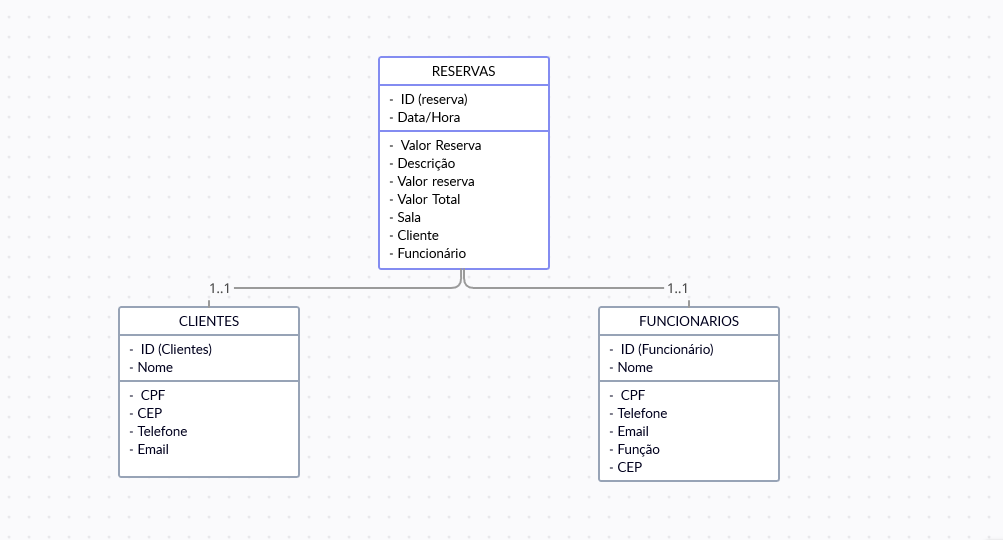 RESERVAS
- ID (reserva)
- Data/Hora
- Valor Reserva
- Descrição
- Valor reserva
- Valor Total
- Sala
- Cliente
- Funcionário
1..1
1..1
CLIENTES
- ID (Clientes)
- Nome
- CPF
- CEP
- Telefone
- Email
FUNCIONARIOS
- ID (Funcionário)
- Nome
- CPF
- Telefone
- Email
- Função
- CEP